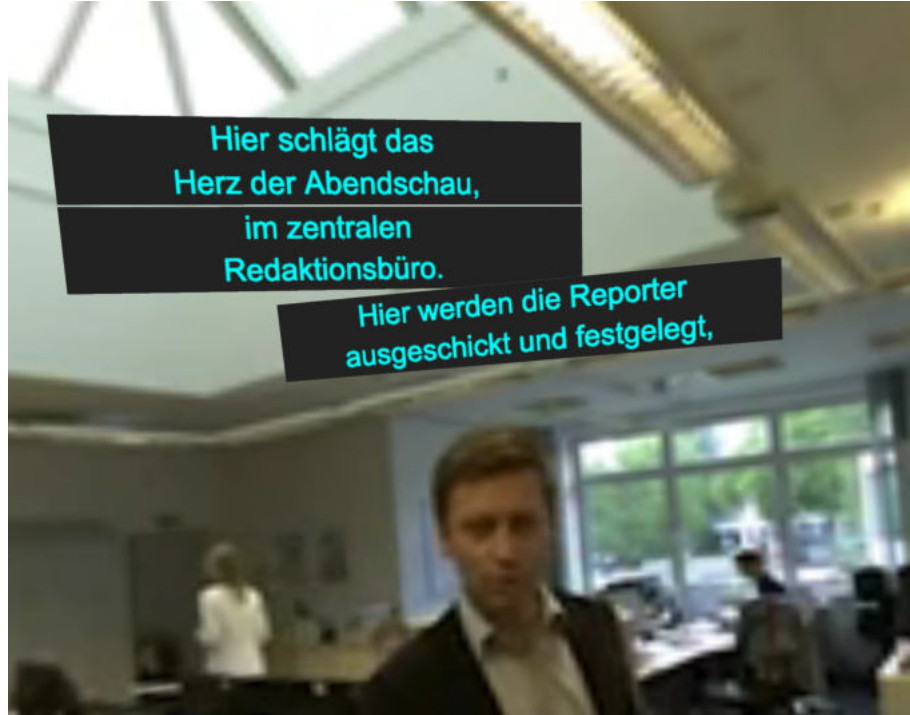 Hier schlägt das
Herz der Abendschau,
im zentralen
Redaktionsbüro.
Hier werden die Reporter
ausgeschickt und festgelegt,